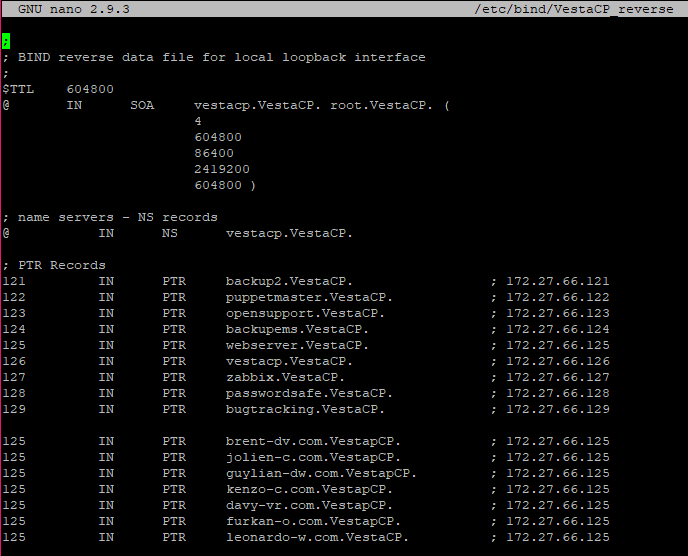 GNU nano 2.9.3 /etc/bind/VestaCP_reverse
;
; BIND reverse data file for local loopback interface
;
$TTL 604800
@ IN SOA vestacp.VestaCP. root.VestaCP. (
4
604800
86400
2419200
604800 )
; name servers - NS records
@ IN NS vestacp.VestaCP.
; PTR Records
121 IN PTR backup2.VestaCP. ; 172.27.66.121
122 IN PTR puppetmaster.VestaCP. ; 172.27.66.122
123 IN PTR opensupport.VestaCP. ; 172.27.66.123
124 IN PTR backupems.VestaCP. ; 172.27.66.124
125 IN PTR webserver.VestaCP. ; 172.27.66.125
126 IN PTR vestacp.VestaCP. ; 172.27.66.126
127 IN PTR zabbix.VestaCP. ; 172.27.66.127
128 IN PTR passwordsafe.VestaCP. ; 172.27.66.128
129 IN PTR bugtracking.VestaCP. ; 172.27.66.129
125 IN PTR brent-dv.com.VestapCP. ; 172.27.66.125
125 IN PTR jolien-c.com.VestapCP. ; 172.27.66.125
125 IN PTR guylian-dw.com.VestapCP. ; 172.27.66.125
125 IN PTR kenzo-c.com.VestapCP. ; 172.27.66.125
125 IN PTR davy-vr.com.VestapCP. ; 172.27.66.125
125 IN PTR furkan-o.com.VestapCP. ; 172.27.66.125
125 IN PTR leonardo-w.com.VestapCP. ; 172.27.66.125